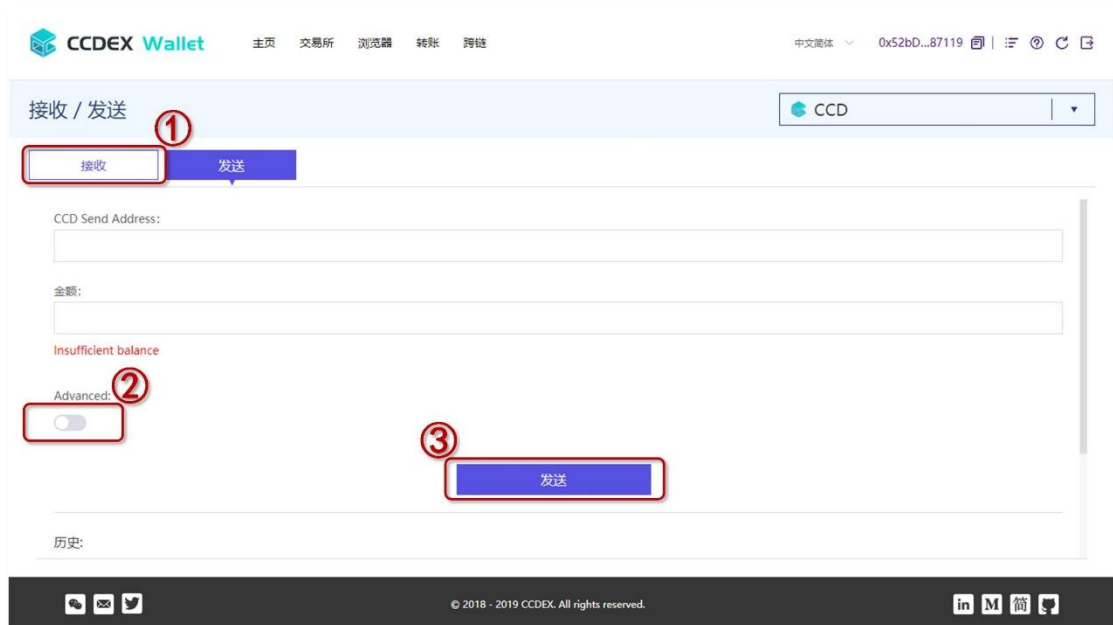 CCDEX Wallet 主页 交易所 浏览器 转账 跨链 中文简体 0x52bD...87119
接收 / 发送 CCD
①
接收 发送
CCD Send Address:
金额:
Insufficient balance
Advanced: ②
③
发送
历史:
© 2018 - 2019 CCDEX. All rights reserved. in M 简